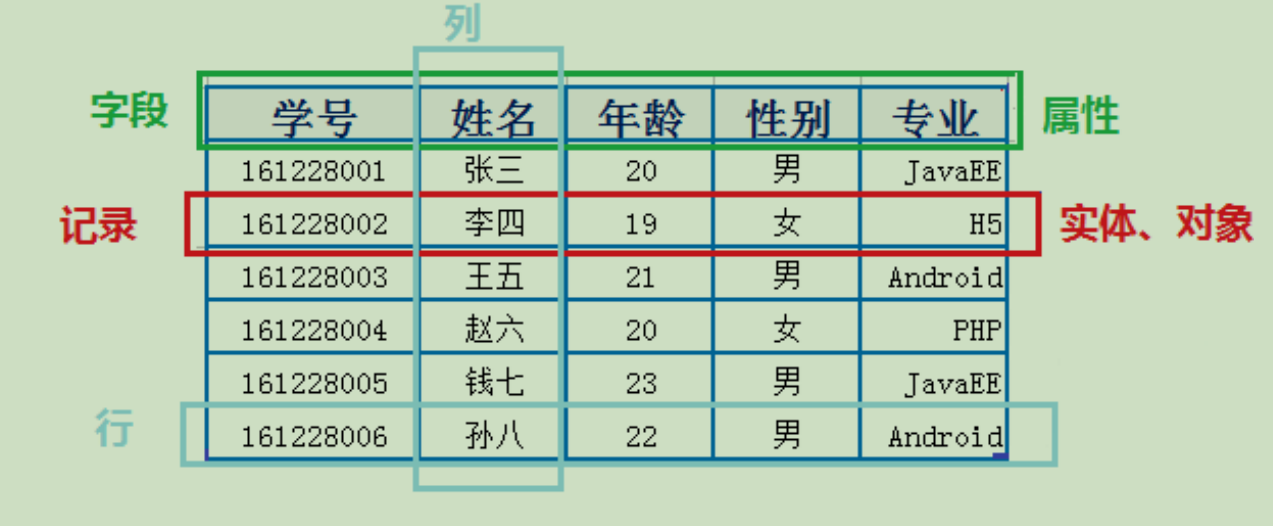 列
字段 学号 姓名 年龄 性别 专业 属性
161228001 张三 20 男 JavaEE
记录 161228002 李四 19 女 H5 实体、对象
161228003 王五 21 男 Android
161228004 赵六 20 女 PHP
161228005 钱七 23 男 JavaEE
行 161228006 孙八 22 男 Android